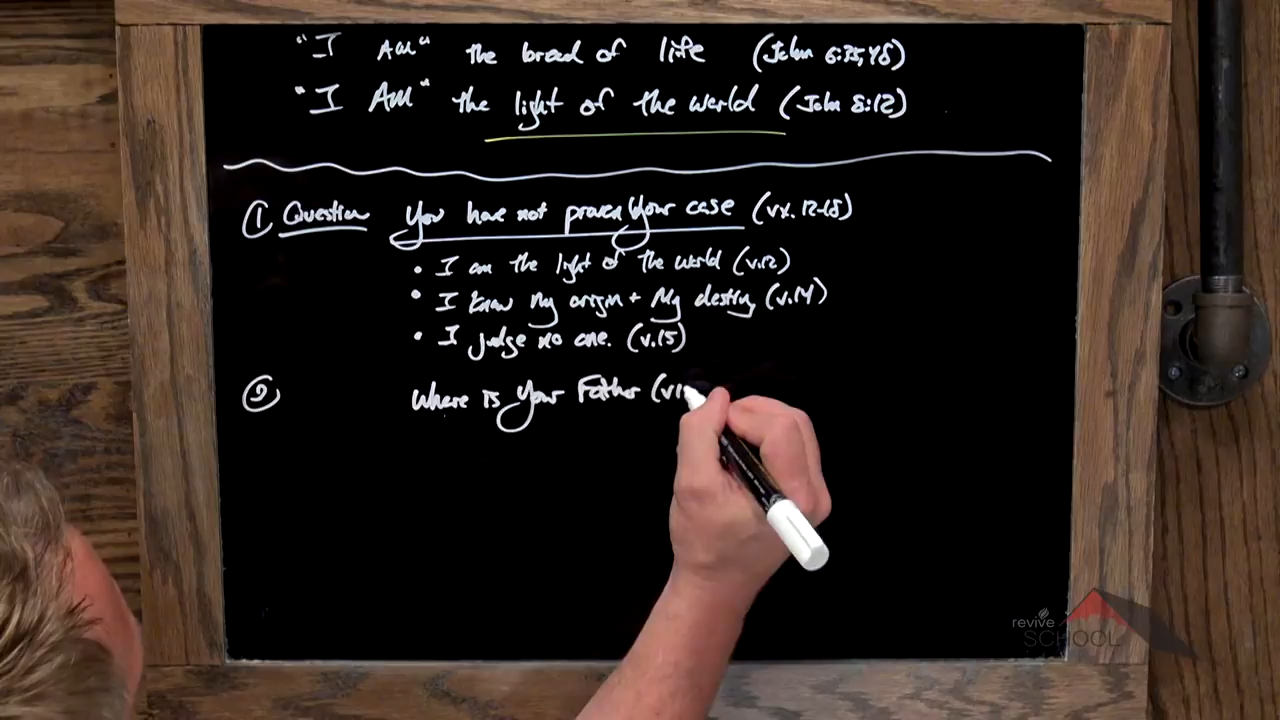 "I Am" the bread of life (John 6:35,48)
"I Am" the light of the world (John 8:12)
① Question You have not proven your case (vv. 12-18)
• I am the light of the world (v.12)
• I know My origin + My destiny (v.14)
• I judge no one. (v.15)
② Where is your Father (v1
revive
SCHOOL